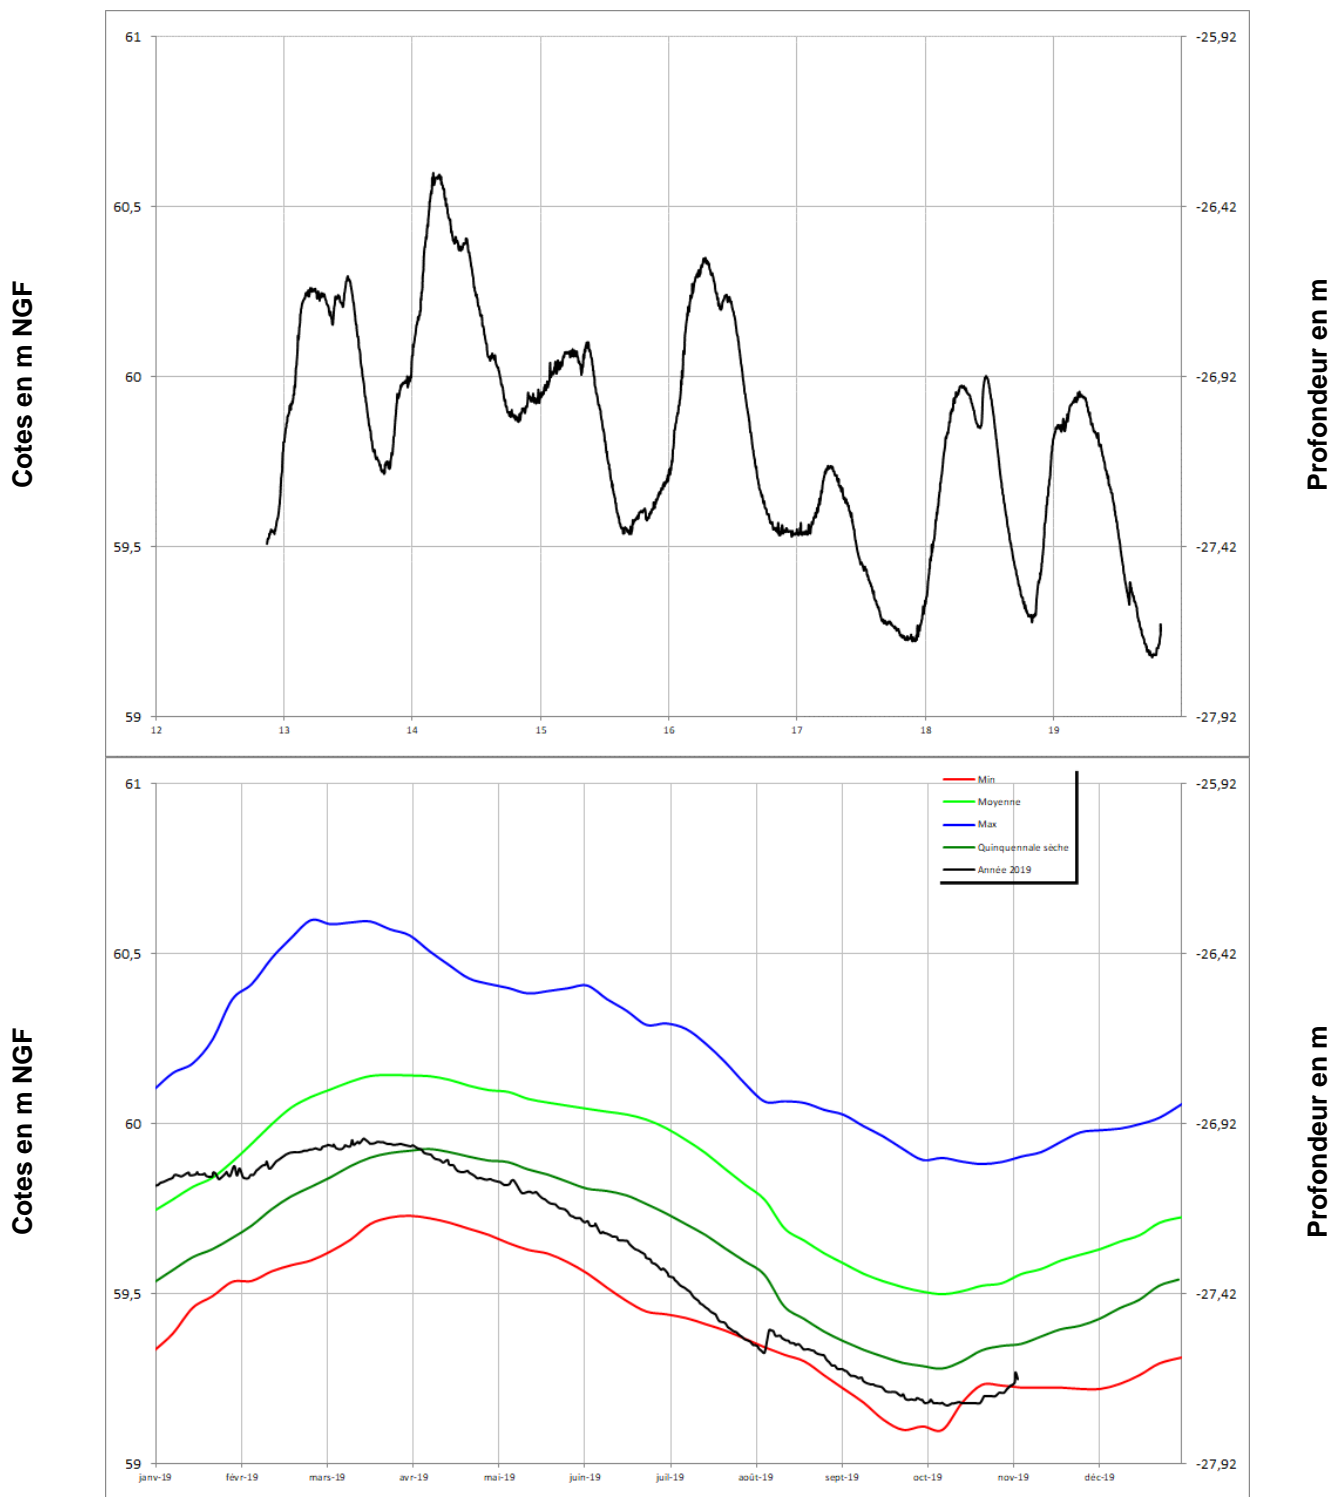 61
60,5
60
59,5
59
-25,92
-26,42
-26,92
-27,42
-27,92
12 13 14 15 16 17 18 19
Cotes en m NGF
Profondeur en m
61
60,5
60
59,5
59
-25,92
-26,42
-26,92
-27,42
-27,92
Min
Moyenne
Max
Quinquennale sèche
Année 2019
janv-19 févr-19 mars-19 avr-19 mai-19 juin-19 juil-19 août-19 sept-19 oct-19 nov-19 déc-19
Cotes en m NGF
Profondeur en m